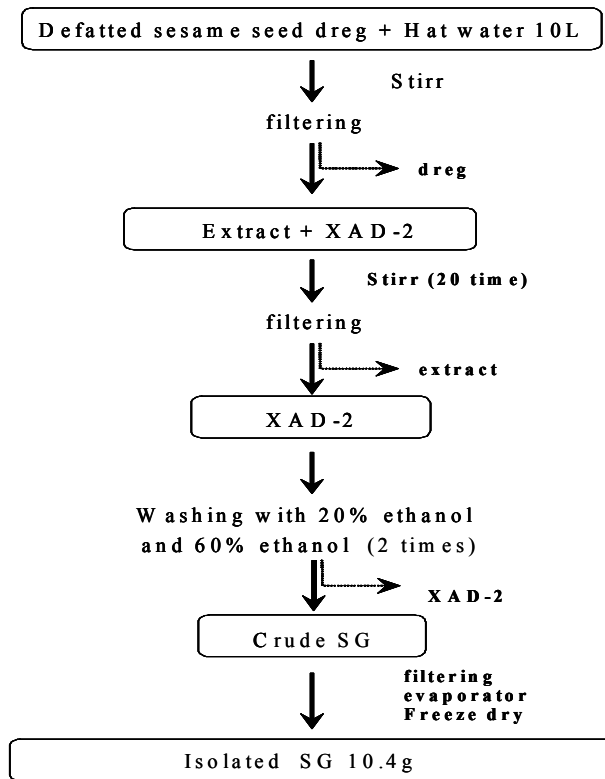 Defatted sesame seed dreg + Hat water 10L
Stirr
filtering
dreg
Extract + XAD-2
Stirr (20 time)
filtering
extract
XAD-2
Washing with 20% ethanol
and 60% ethanol (2 times)
XAD-2
Crude SG
filtering
evaporator
Freeze dry
Isolated SG 10.4g